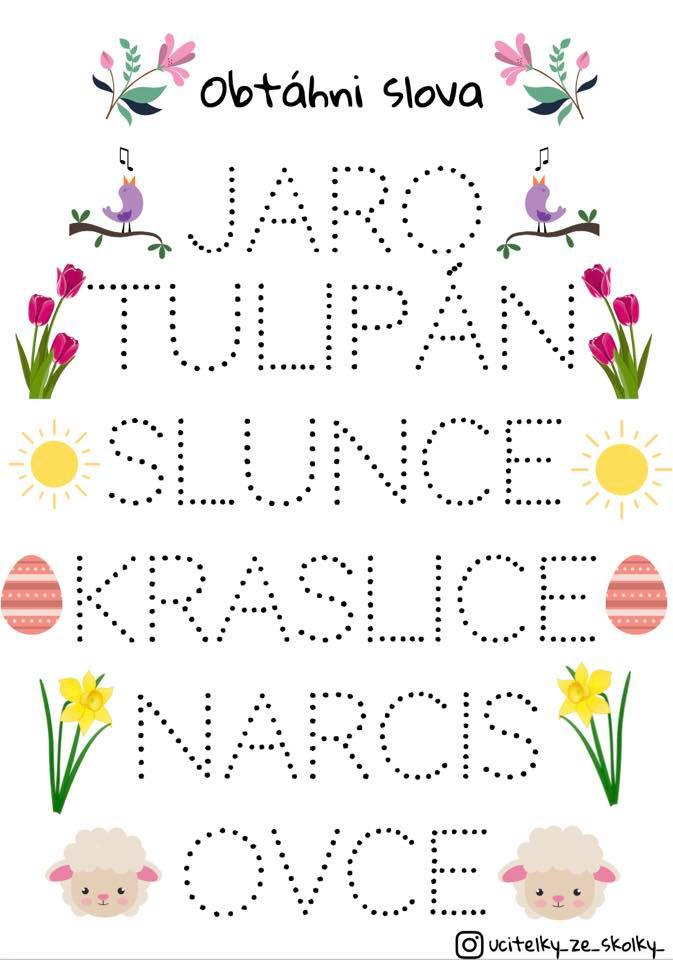 Obtáhni slova
JARO
TULIPÁN
SLUNCE
KRASLICE
NARCIS
OVCE
ucitelky_ze_skolky_